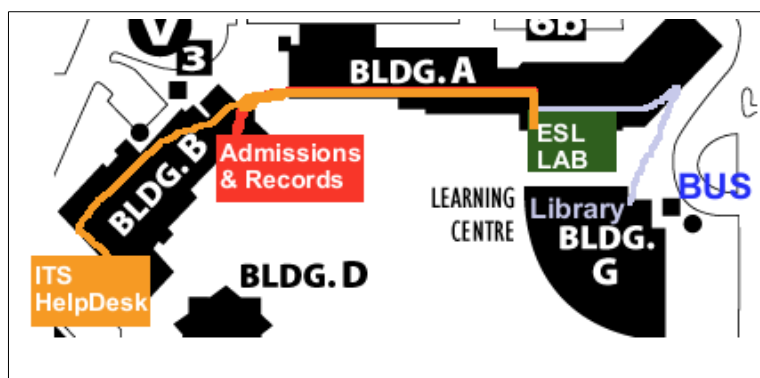 V
6b
3
BLDG. A
BLDG. B
Admissions
& Records
ESL
LAB
BUS
LEARNING
CENTRE
Library
BLDG.
G
ITS
HelpDesk
BLDG. D